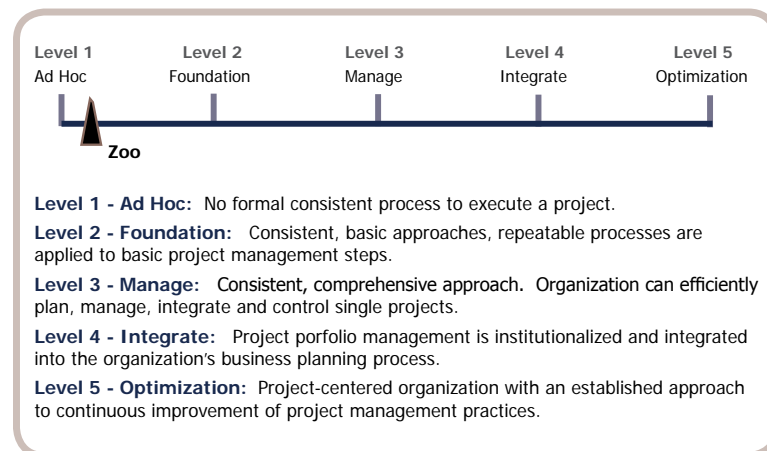 Level 1 Level 2 Level 3 Level 4 Level 5
Ad Hoc Foundation Manage Integrate Optimization
Zoo
Level 1 - Ad Hoc: No formal consistent process to execute a project.
Level 2 - Foundation: Consistent, basic approaches, repeatable processes are
applied to basic project management steps.
Level 3 - Manage: Consistent, comprehensive approach. Organization can efficiently
plan, manage, integrate and control single projects.
Level 4 - Integrate: Project porfolio management is institutionalized and integrated
into the organization's business planning process.
Level 5 - Optimization: Project-centered organization with an established approach
to continuous improvement of project management practices.